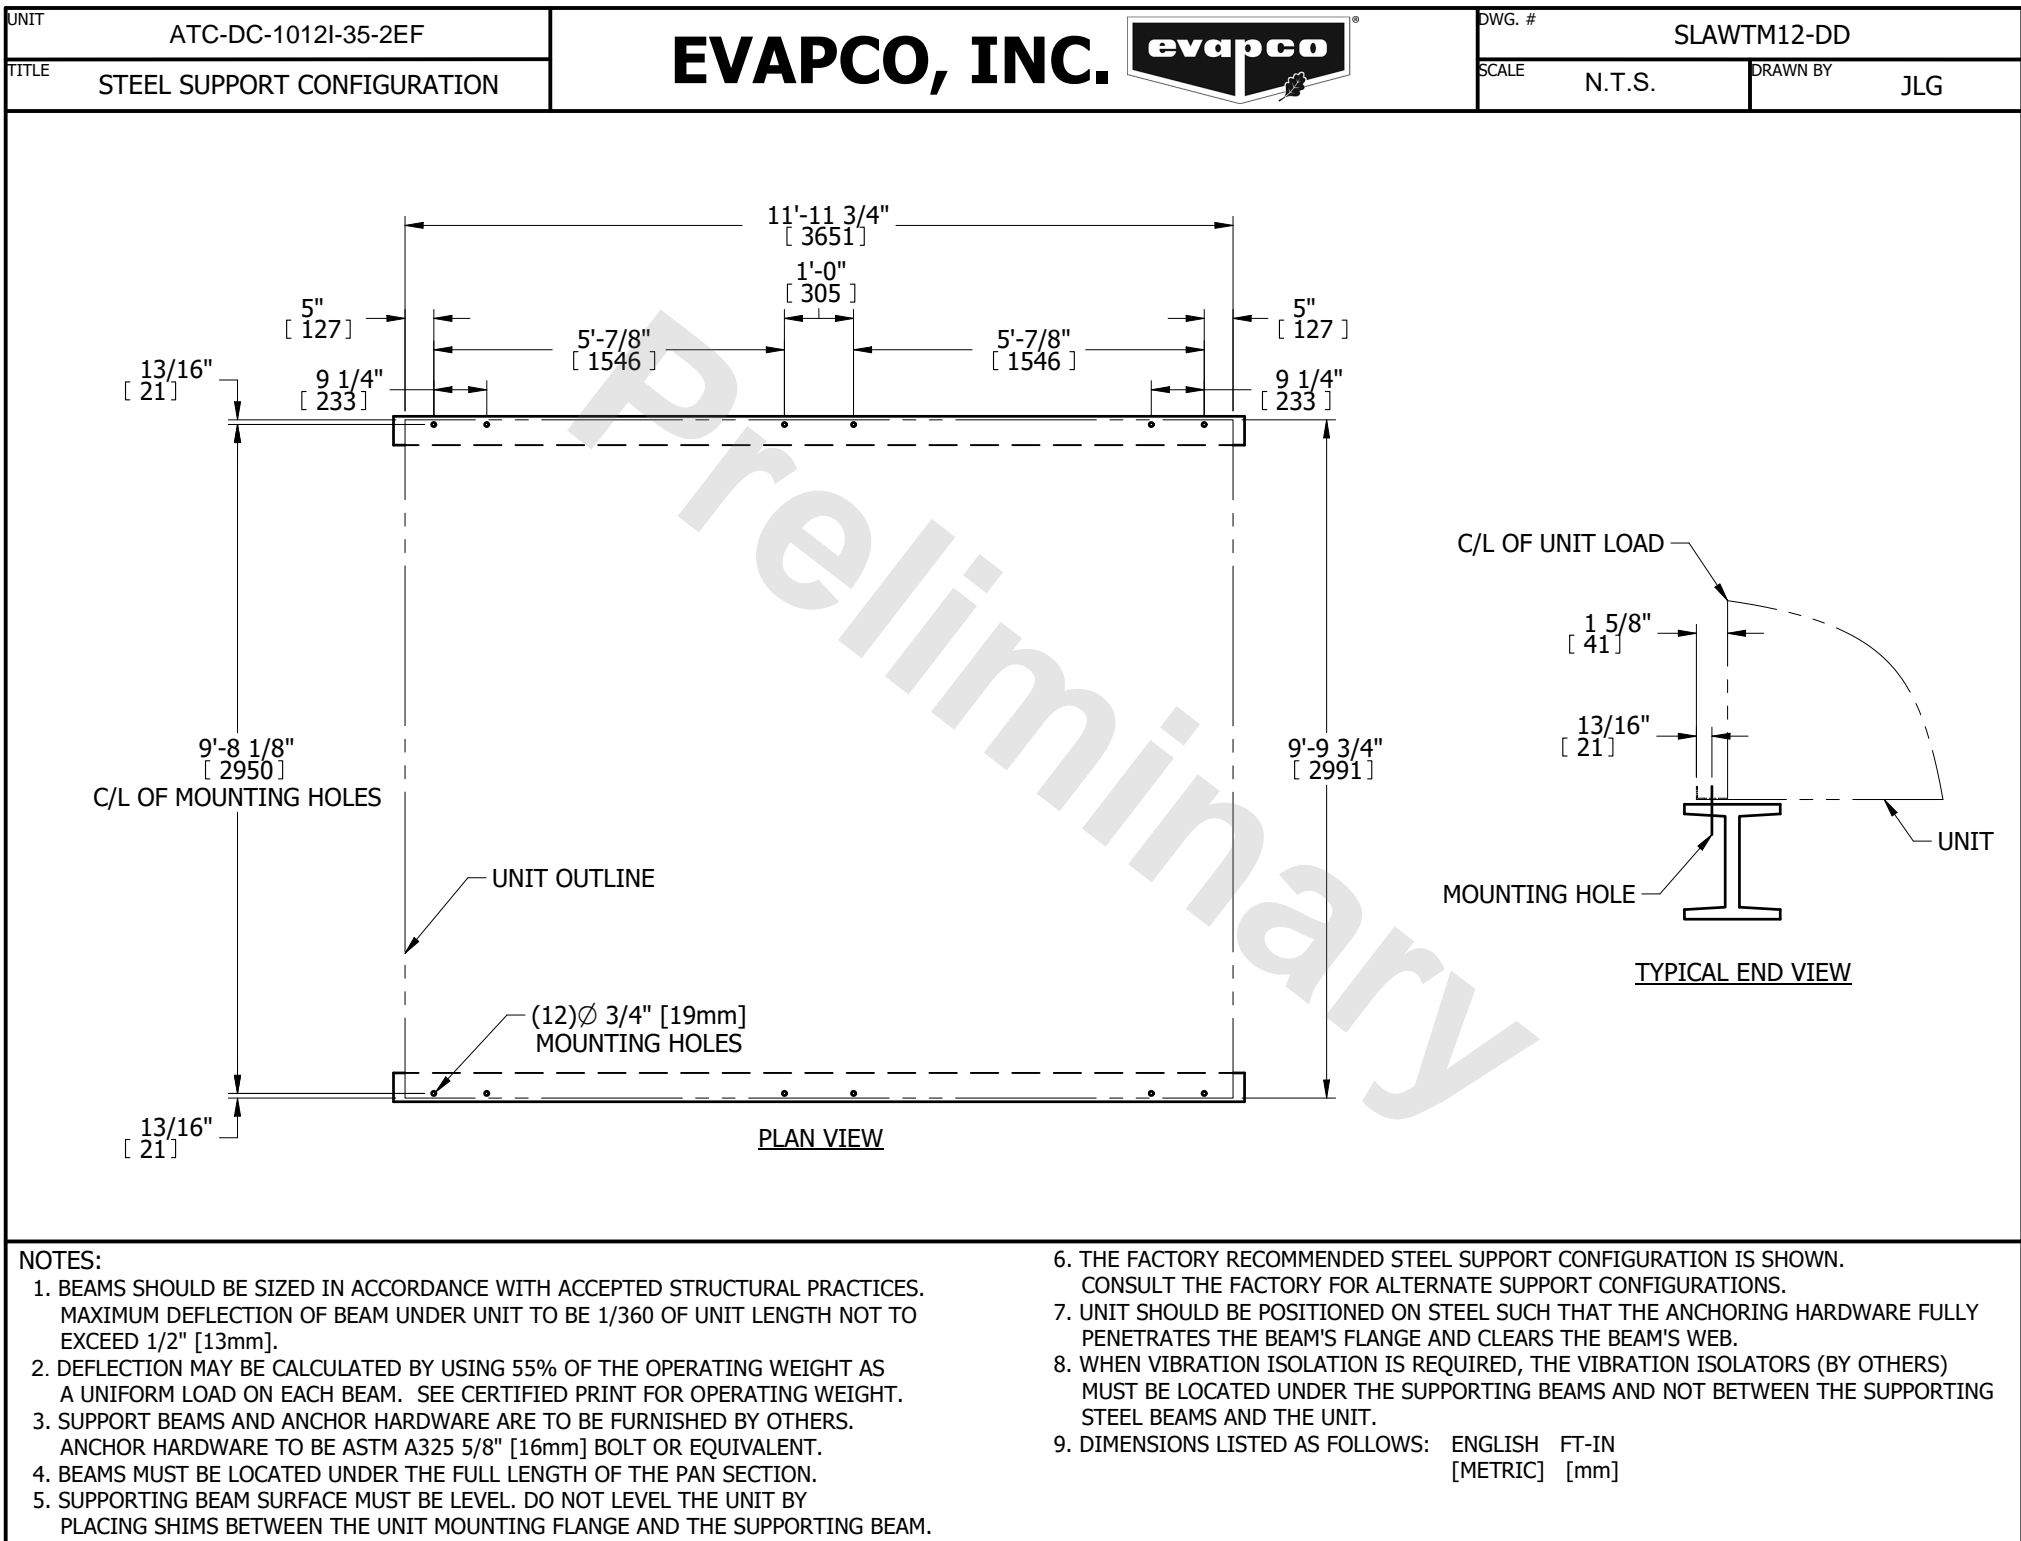 UNIT
ATC-DC-1012I-35-2EF
TITLE
STEEL SUPPORT CONFIGURATION
EVAPCO, INC.
evapco
®
DWG. #
SLAWTM12-DD
SCALE
N.T.S.
DRAWN BY
JLG
11'-11 3/4"
[ 3651]
1'-0"
[ 305 ]
5"
[ 127]
5"
[ 127 ]
5'-7/8"
[ 1546 ]
5'-7/8"
[ 1546 ]
13/16"
[ 21]
9 1/4"
[ 233]
9 1/4"
[ 233 ]
Preliminary
C/L OF UNIT LOAD
1 5/8"
[ 41]
13/16"
[ 21]
9'-8 1/8"
[ 2950]
C/L OF MOUNTING HOLES
9'-9 3/4"
[ 2991]
UNIT
UNIT OUTLINE
MOUNTING HOLE
TYPICAL END VIEW
(12)∅ 3/4" [19mm]
MOUNTING HOLES
13/16"
[ 21]
PLAN VIEW
NOTES:
1. BEAMS SHOULD BE SIZED IN ACCORDANCE WITH ACCEPTED STRUCTURAL PRACTICES.
MAXIMUM DEFLECTION OF BEAM UNDER UNIT TO BE 1/360 OF UNIT LENGTH NOT TO
EXCEED 1/2" [13mm].
2. DEFLECTION MAY BE CALCULATED BY USING 55% OF THE OPERATING WEIGHT AS
A UNIFORM LOAD ON EACH BEAM. SEE CERTIFIED PRINT FOR OPERATING WEIGHT.
3. SUPPORT BEAMS AND ANCHOR HARDWARE ARE TO BE FURNISHED BY OTHERS.
ANCHOR HARDWARE TO BE ASTM A325 5/8" [16mm] BOLT OR EQUIVALENT.
4. BEAMS MUST BE LOCATED UNDER THE FULL LENGTH OF THE PAN SECTION.
5. SUPPORTING BEAM SURFACE MUST BE LEVEL. DO NOT LEVEL THE UNIT BY
PLACING SHIMS BETWEEN THE UNIT MOUNTING FLANGE AND THE SUPPORTING BEAM.
6. THE FACTORY RECOMMENDED STEEL SUPPORT CONFIGURATION IS SHOWN.
CONSULT THE FACTORY FOR ALTERNATE SUPPORT CONFIGURATIONS.
7. UNIT SHOULD BE POSITIONED ON STEEL SUCH THAT THE ANCHORING HARDWARE FULLY
PENETRATES THE BEAM'S FLANGE AND CLEARS THE BEAM'S WEB.
8. WHEN VIBRATION ISOLATION IS REQUIRED, THE VIBRATION ISOLATORS (BY OTHERS)
MUST BE LOCATED UNDER THE SUPPORTING BEAMS AND NOT BETWEEN THE SUPPORTING
STEEL BEAMS AND THE UNIT.
9. DIMENSIONS LISTED AS FOLLOWS: ENGLISH FT-IN
[METRIC] [mm]